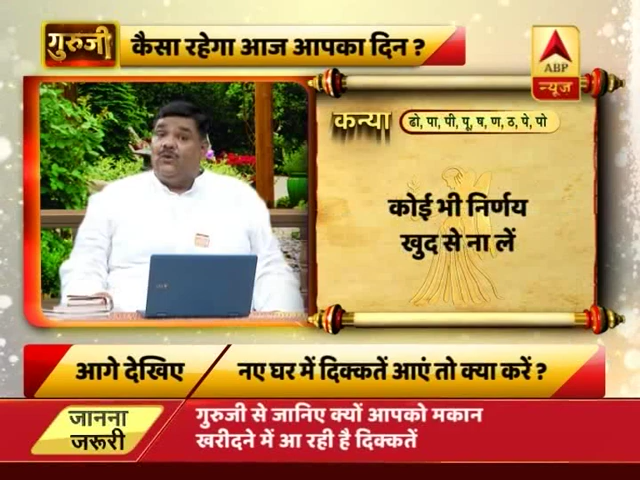 गुरुजी
कैसा रहेगा आज आपका दिन ?
ABP
न्यूज़
कन्या
ढो, पा, पी, पू, ष, ण, ठ, पे, पो
कोई भी निर्णय
खुद से ना लें
आगे देखिए
नए घर में दिक्कतें आएं तो क्या करें ?
जानना
जरूरी
गुरुजी से जानिए क्यों आपको मकान
खरीदने में आ रही है दिक्कतें